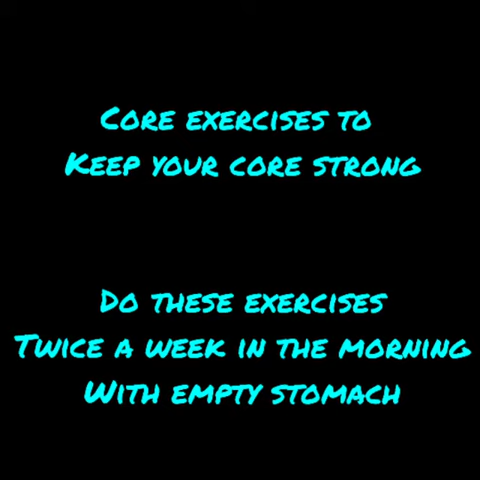 Core exercises to
Keep your core strong
Do these exercises
Twice a week in the morning
With empty stomach